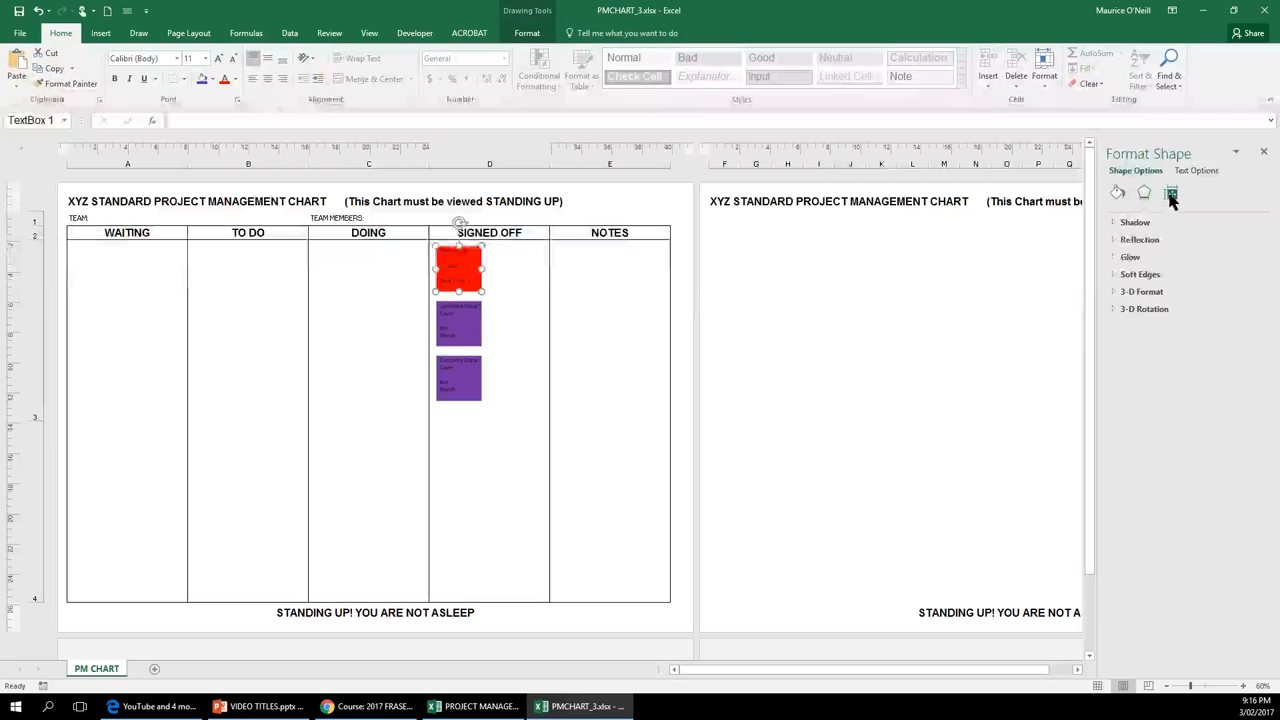 Drawing Tools
PMCHART_3.xlsx - Excel
Maurice O'Neill
File Home Insert Draw Page Layout Formulas Data Review View Developer ACROBAT Format Tell me what you want to do Share
Paste
Cut
Copy
Format Painter
Clipboard
Calibri (Body) 11
B I U
Font
Wrap Text
Merge & Center
Alignment
General
Number
Conditional Formatting
Format as Table
Normal Bad Good Neutral Calculation
Check Cell Explanatory ... Input Linked Cell Note
Styles
Insert Delete Format
Cells
AutoSum
Fill
Clear
Sort & Filter
Find & Select
Editing
TextBox 1
fx
A B C D E F G H I J K L M N O P Q
XYZ STANDARD PROJECT MANAGEMENT CHART (This Chart must be viewed STANDING UP)
TEAM: TEAM MEMBERS:
WAITING TO DO DOING SIGNED OFF NOTES
STANDING UP! YOU ARE NOT ASLEEP
XYZ STANDARD PROJECT MANAGEMENT CHART (This Chart must be
STANDING UP! YOU ARE NOT A
1
2
3
4
Format Shape
Shape Options Text Options
Shadow
Reflection
Glow
Soft Edges
3-D Format
3-D Rotation
PM CHART
Ready
60%
YouTube and 4 mo...
VIDEO TITLES.pptx ...
Course: 2017 FRASE...
PROJECT MANAGE...
PMCHART_3.xlsx - ...
9:16 PM
3/02/2017